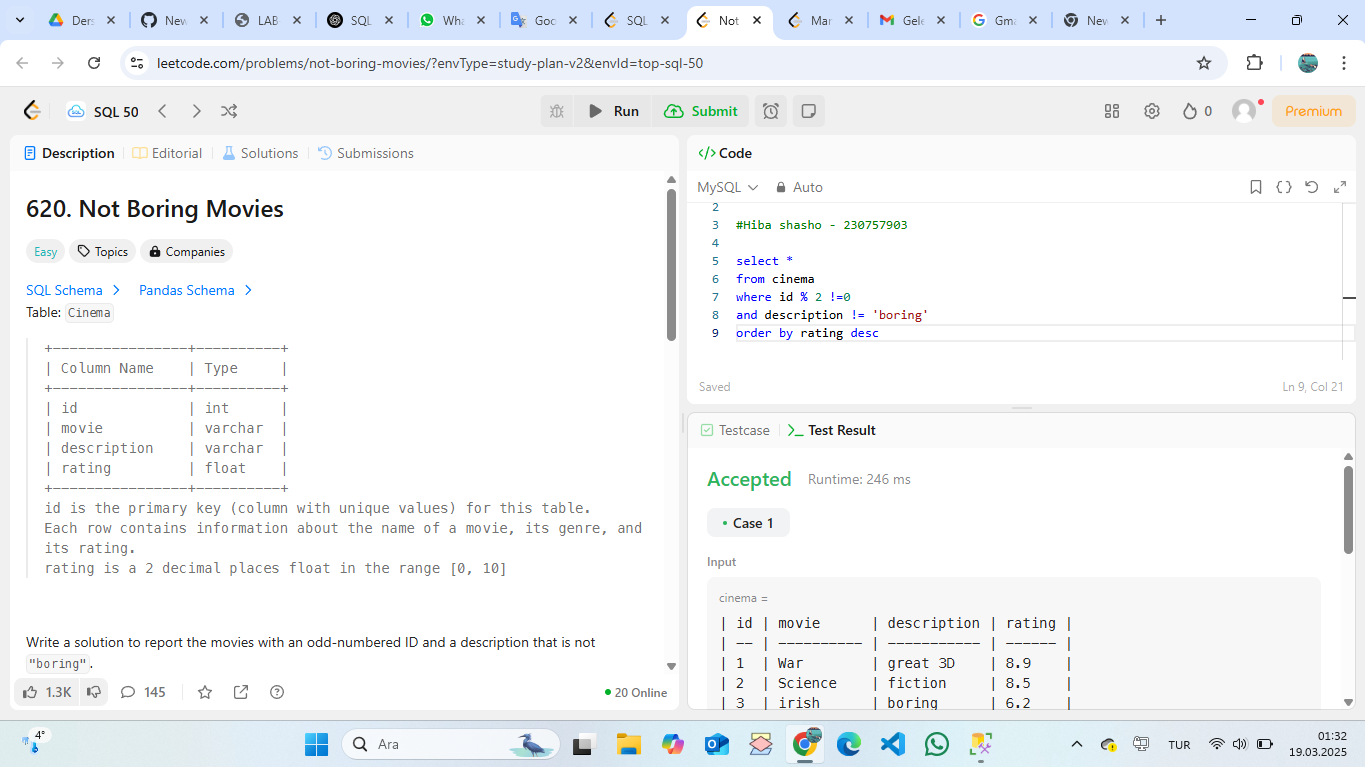 Ders
New
LAB
SQL
Wha
Goo
SQL
Not
Mar
Gele
Gma
New
leetcode.com/problems/not-boring-movies/?envType=study-plan-v2&envId=top-sql-50
SQL 50
Run
Submit
0
Premium
Description
Editorial
Solutions
Submissions
620. Not Boring Movies
Easy
Topics
Companies
SQL Schema
Pandas Schema
Table: Cinema
+----------------+----------+
| Column Name    | Type     |
+----------------+----------+
| id             | int      |
| movie          | varchar  |
| description    | varchar  |
| rating         | float    |
+----------------+----------+
id is the primary key (column with unique values) for this table.
Each row contains information about the name of a movie, its genre, and
its rating.
rating is a 2 decimal places float in the range [0, 10]
Write a solution to report the movies with an odd-numbered ID and a description that is not
"boring".
1.3K
145
20 Online
</> Code
MySQL
Auto
2
3 #Hiba shasho - 230757903
4
5 select *
6 from cinema
7 where id % 2 !=0
8 and description != 'boring'
9 order by rating desc
Saved
Ln 9, Col 21
Testcase
Test Result
Accepted
Runtime: 246 ms
Case 1
Input
cinema =
| id | movie      | description | rating |
| -- | ---------- | ----------- | ------ |
| 1  | War        | great 3D    | 8.9    |
| 2  | Science    | fiction     | 8.5    |
| 3  | irish      | boring      | 6.2    |
4°
Ara
TUR
01:32
19.03.2025